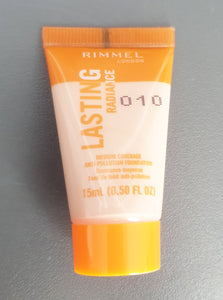 RIMMEL
LONDON
LASTING
RADIANCE
010
MEDIUM COVERAGE
ANTI-POLLUTION FOUNDATION
15ml (0.50 FL OZ)